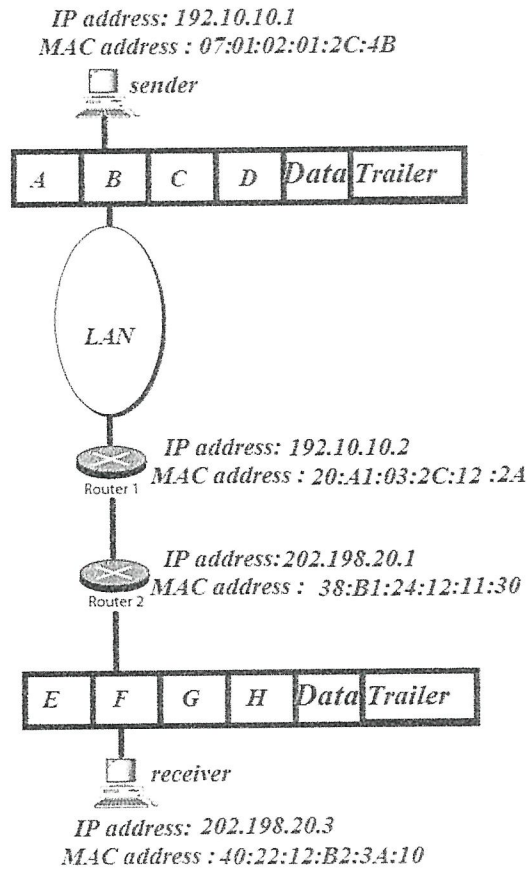 IP address: 192.10.10.1
MAC address : 07:01:02:01:2C:4B
sender
A B C D Data Trailer
LAN
IP address: 192.10.10.2
MAC address : 20:A1:03:2C:12 :2A
Router 1
IP address:202.198.20.1
MAC address : 38:B1:24:12:11:30
Router 2
E F G H Data Trailer
receiver
IP address: 202.198.20.3
MAC address : 40:22:12:B2:3A:10